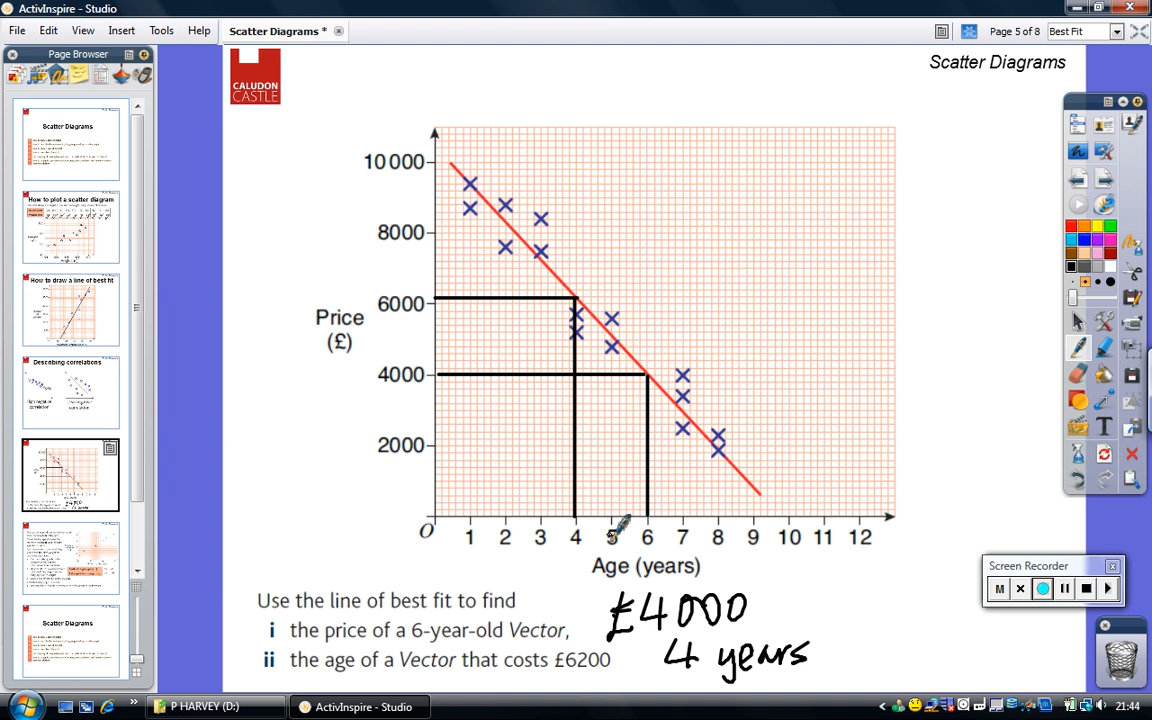 ActivInspire - Studio
File Edit View Insert Tools Help
Scatter Diagrams *
Page 5 of 8
Best Fit
Page Browser
Scatter Diagrams
How to plot a scatter diagram
How to draw a line of best fit
Describing correlations
Scatter Diagrams
CALUDON
CASTLE
Scatter Diagrams
10 000
8000
6000
4000
2000
Price
(£)
O 1 2 3 4 5 6 7 8 9 10 11 12
Age (years)
Use the line of best fit to find
i the price of a 6-year-old Vector,
ii the age of a Vector that costs £6200
£4000
4 years
Screen Recorder
M
P HARVEY (D:)
ActivInspire - Studio
21:44